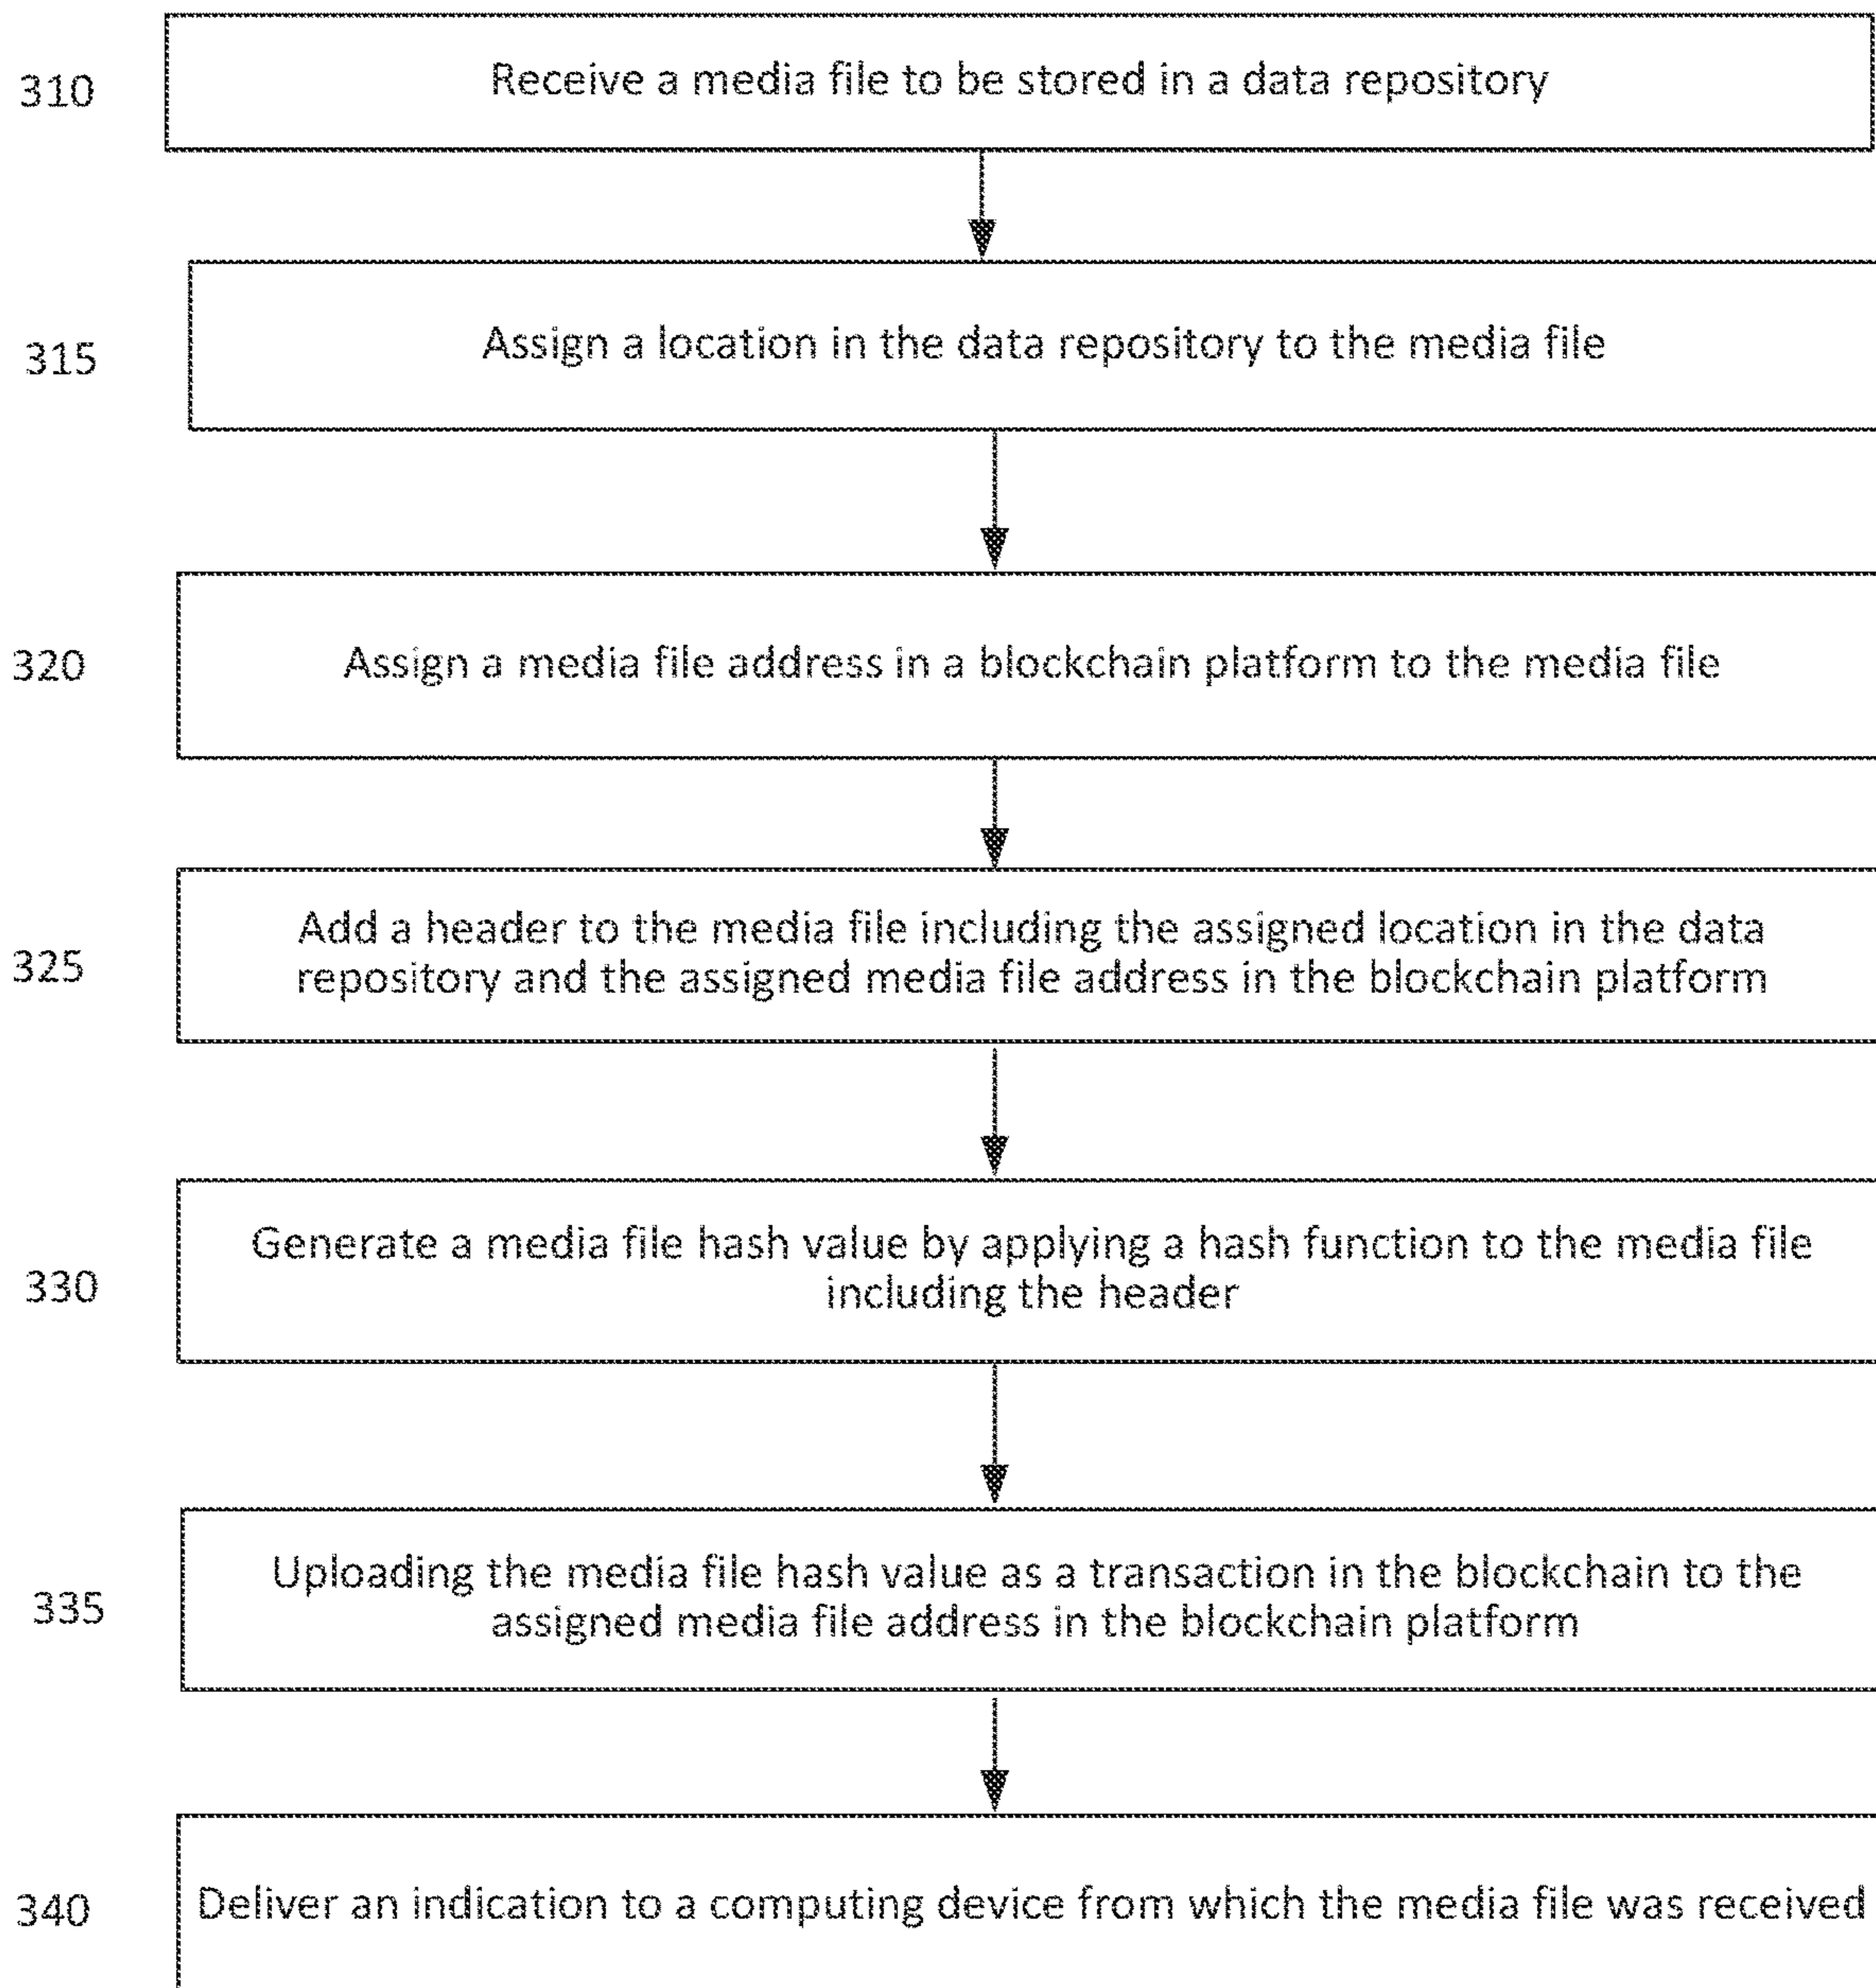 310
Receive a media file to be stored in a data repository
315
Assign a location in the data repository to the media file
320
Assign a media file address in a blockchain platform to the media file
325
Add a header to the media file including the assigned location in the data
repository and the assigned media file address in the blockchain platform
330
Generate a media file hash value by applying a hash function to the media file
including the header
335
Uploading the media file hash value as a transaction in the blockchain to the
assigned media file address in the blockchain platform
340
Deliver an indication to a computing device from which the media file was received